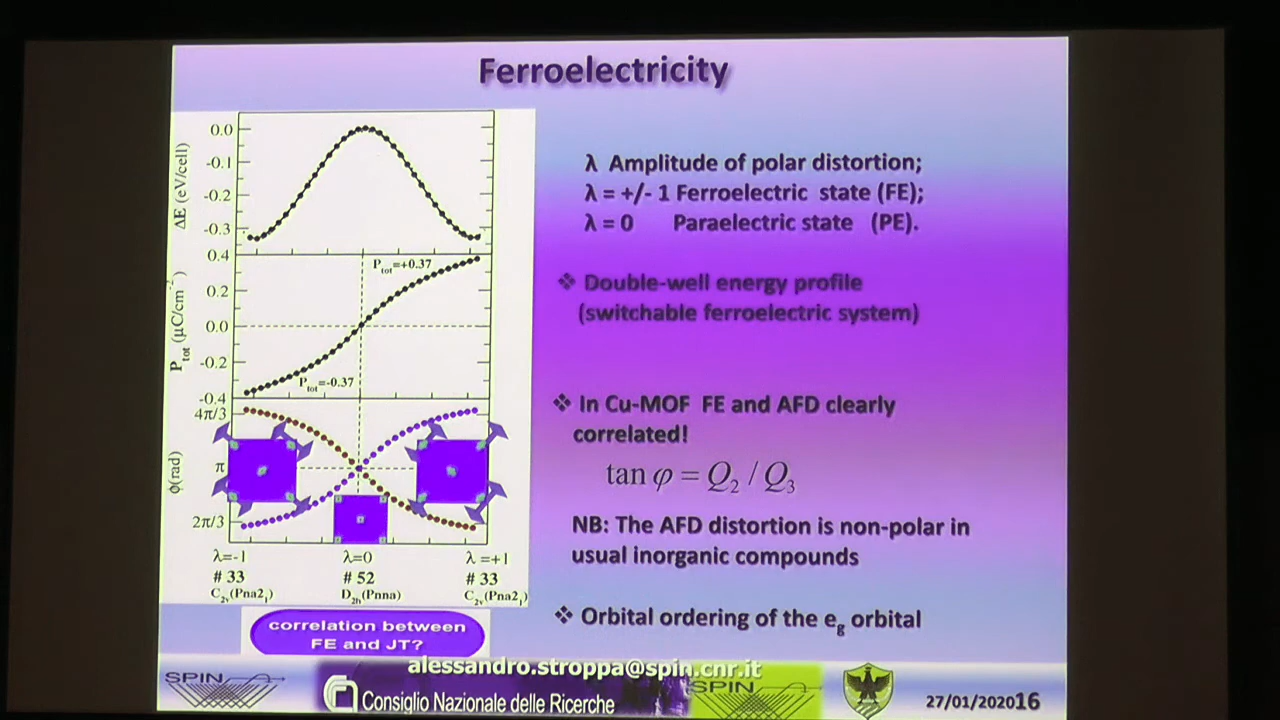 Ferroelectricity
λ Amplitude of polar distortion;
λ = +/- 1 Ferroelectric state (FE);
λ = 0 Paraelectric state (PE).
❖ Double-well energy profile
(switchable ferroelectric system)
❖ In Cu-MOF FE and AFD clearly
correlated!
tan φ = Q₂ / Q₃
NB: The AFD distortion is non-polar in
usual inorganic compounds
❖ Orbital ordering of the e_g orbital
ΔE (eV/cell)
0.0
-0.1
-0.2
-0.3
P_tot (μC/cm⁻²)
0.4
0.2
0.0
-0.2
-0.4
P_tot=+0.37
P_tot=-0.37
ϕ(rad)
4π/3
π
2π/3
λ=-1 λ=0 λ =+1
# 33 # 52 # 33
C₂ᵥ(Pna2₁) D₂ₕ(Pnna) C₂ᵥ(Pna2₁)
correlation between
FE and JT?
alessandro.stroppa@spin.cnr.it
SPIN
Consiglio Nazionale delle Ricerche
SPIN
27/01/2020 16